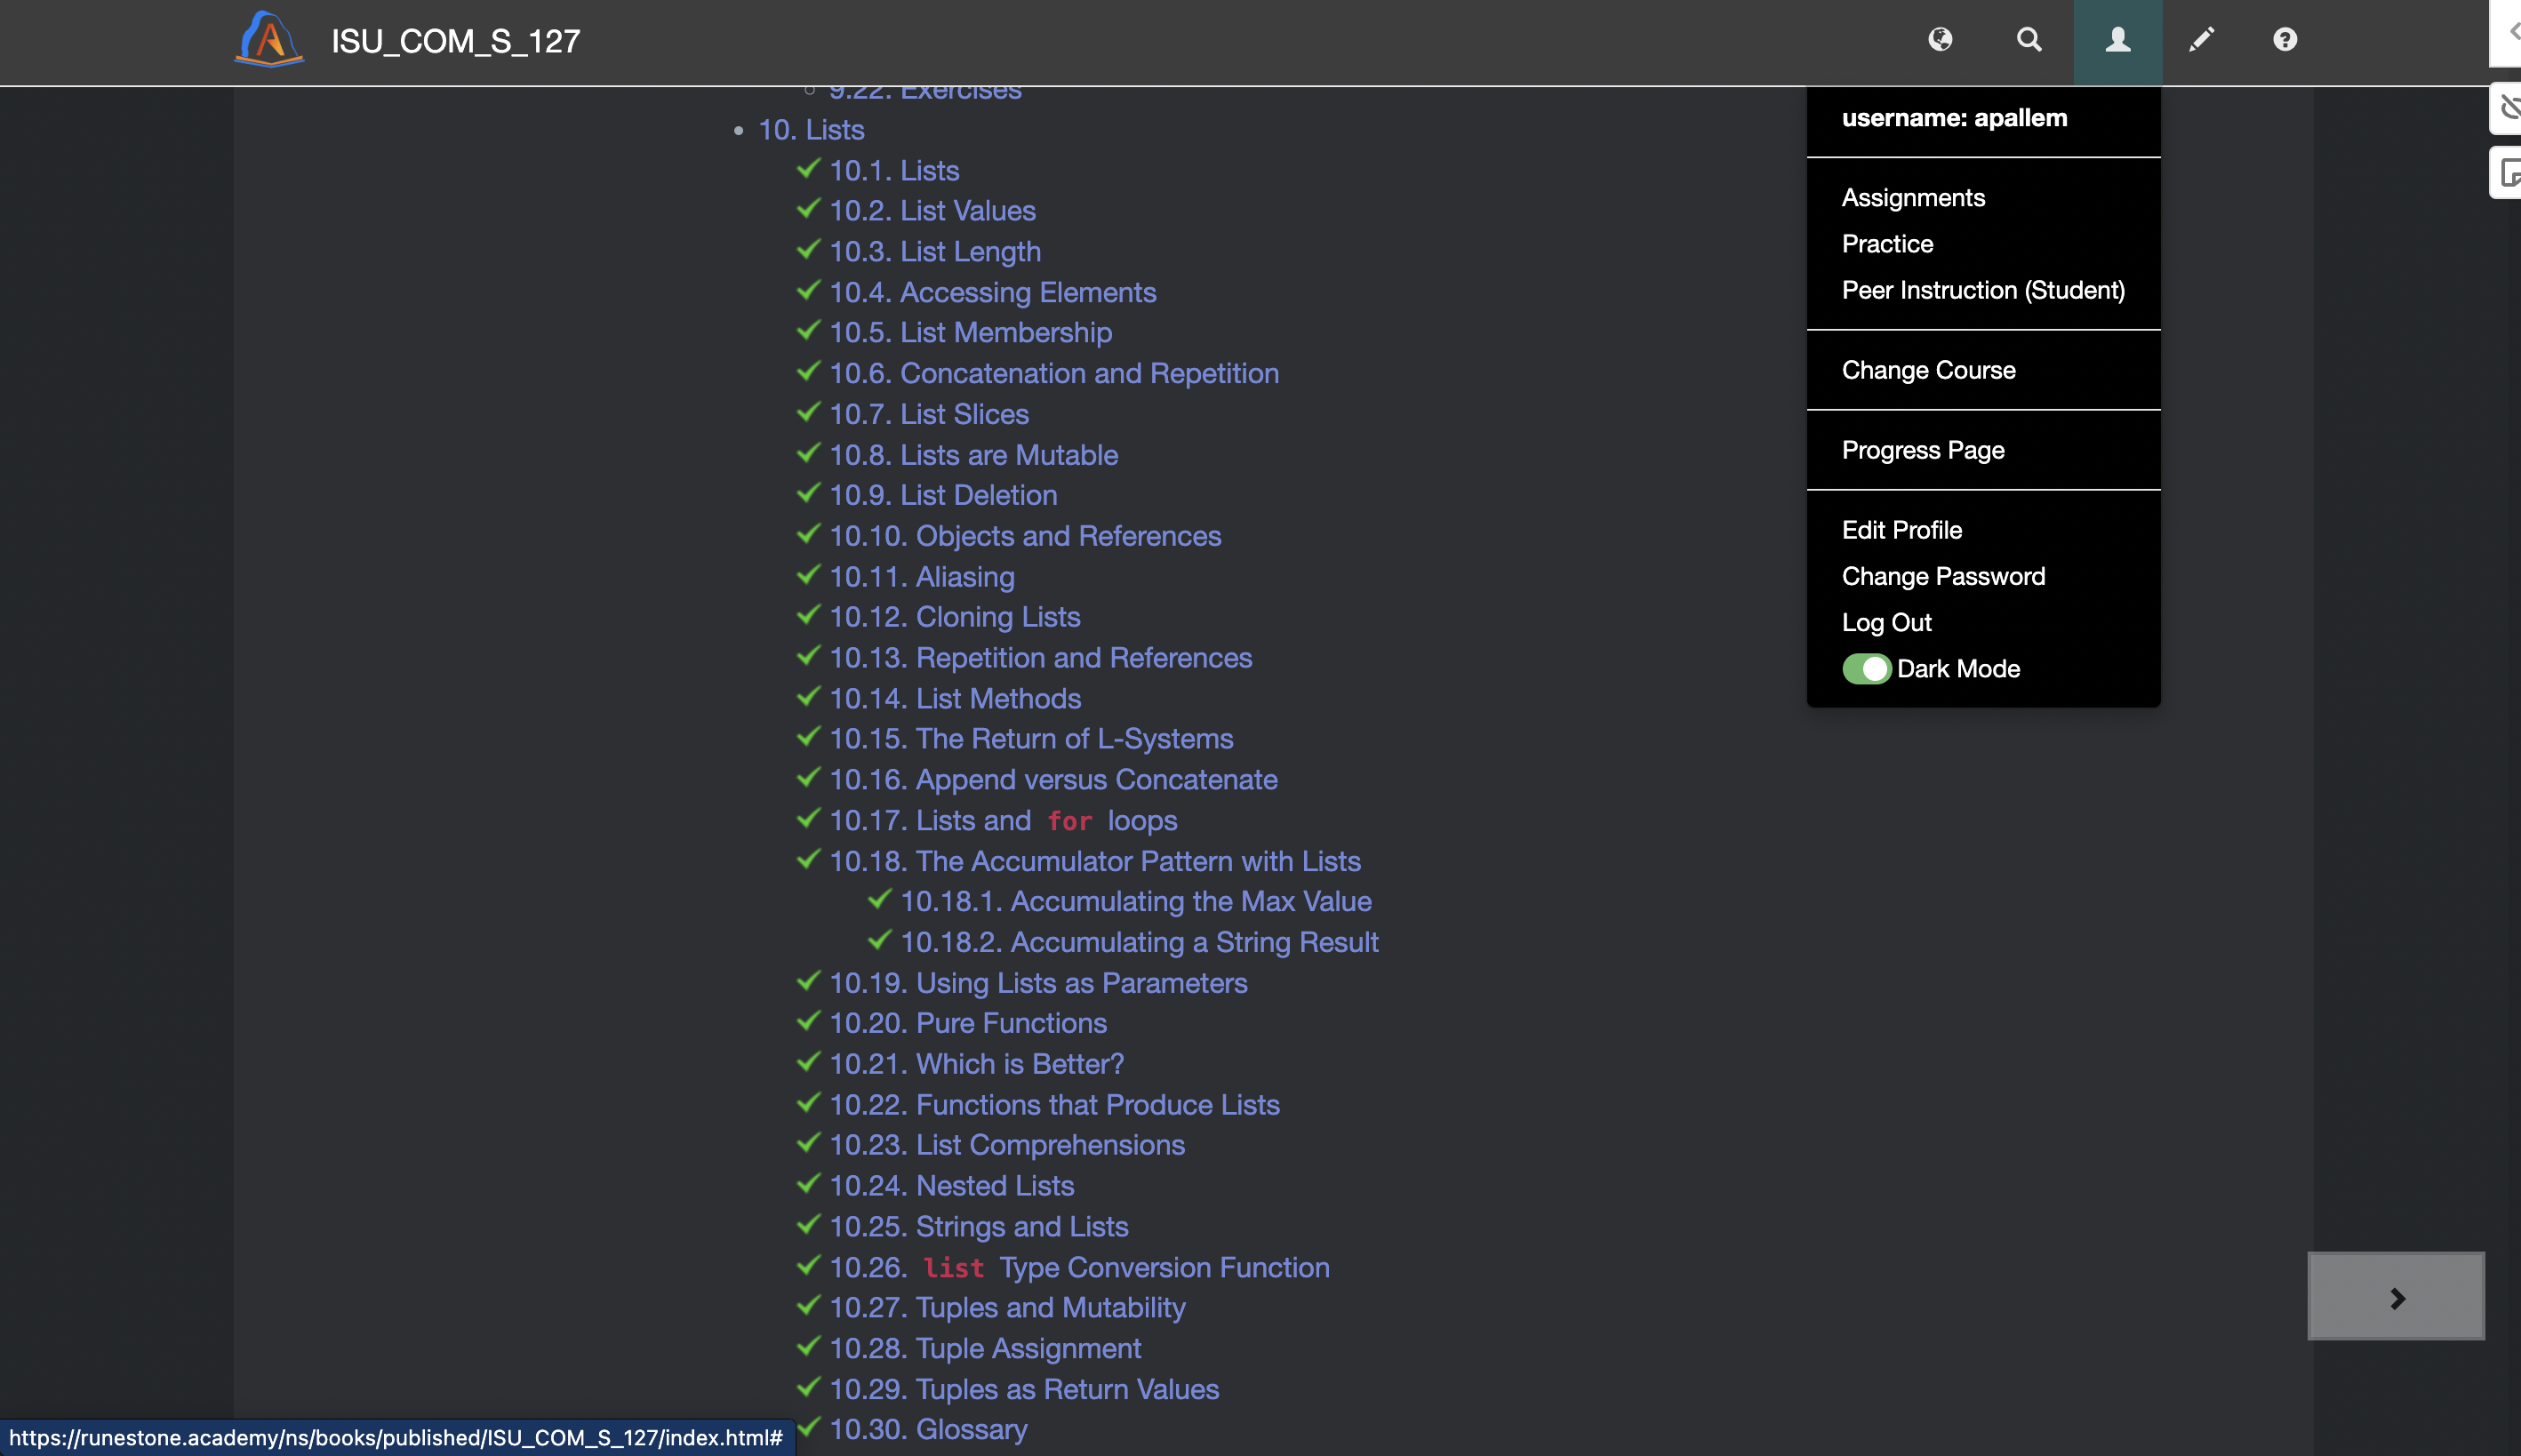 ISU_COM_S_127
9.22. Exercises
10. Lists
10.1. Lists
10.2. List Values
10.3. List Length
10.4. Accessing Elements
10.5. List Membership
10.6. Concatenation and Repetition
10.7. List Slices
10.8. Lists are Mutable
10.9. List Deletion
10.10. Objects and References
10.11. Aliasing
10.12. Cloning Lists
10.13. Repetition and References
10.14. List Methods
10.15. The Return of L-Systems
10.16. Append versus Concatenate
10.17. Lists and for loops
10.18. The Accumulator Pattern with Lists
10.18.1. Accumulating the Max Value
10.18.2. Accumulating a String Result
10.19. Using Lists as Parameters
10.20. Pure Functions
10.21. Which is Better?
10.22. Functions that Produce Lists
10.23. List Comprehensions
10.24. Nested Lists
10.25. Strings and Lists
10.26. list Type Conversion Function
10.27. Tuples and Mutability
10.28. Tuple Assignment
10.29. Tuples as Return Values
10.30. Glossary
username: apallem
Assignments
Practice
Peer Instruction (Student)
Change Course
Progress Page
Edit Profile
Change Password
Log Out
Dark Mode
https://runestone.academy/ns/books/published/ISU_COM_S_127/index.html#